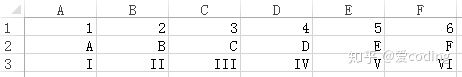 A B C D E F
1 1 2 3 4 5 6
2 A B C D E F
3 I II III IV V VI
知乎 @爱coding